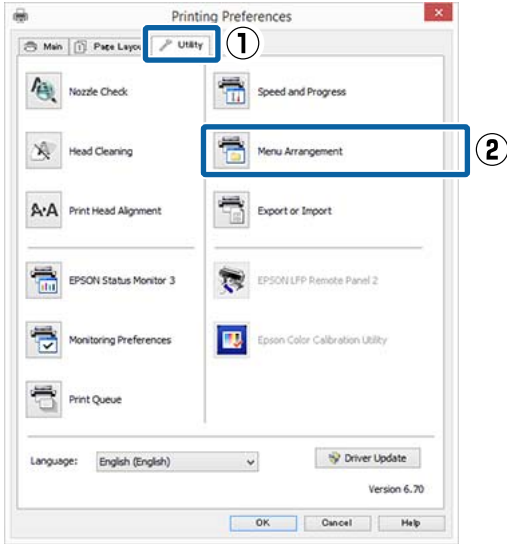 Printing Preferences
Main
Page Layou
Utility
①
Nozzle Check
Speed and Progress
Head Cleaning
Menu Arrangement
②
A·A
Print Head Alignment
Export or Import
EPSON Status Monitor 3
EPSON LFP Remote Panel 2
Monitoring Preferences
Epson Color Calibration Utility
Print Queue
Language:
English (English)
Driver Update
Version 6.70
OK
Cancel
Help